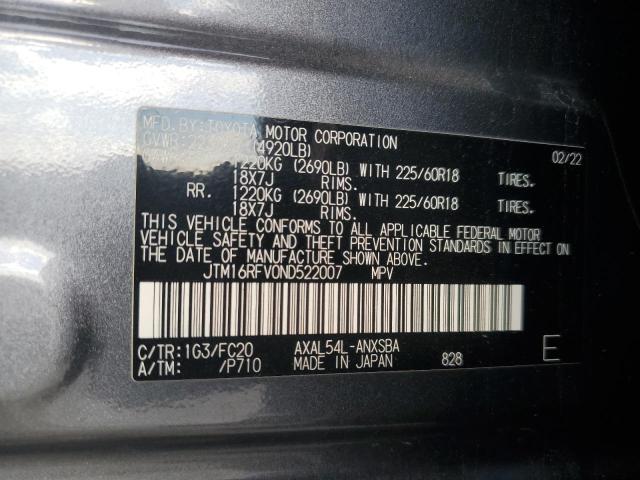 MFD. BY: TOYOTA MOTOR CORPORATION
GVWR: (4920LB) 02/22
1220KG (2690LB) WITH 225/60R18 TIRES.
18X7J RIMS.
RR. 1220KG (2690LB) WITH 225/60R18 TIRES.
18X7J RIMS.
THIS VEHICLE CONFORMS TO ALL APPLICABLE FEDERAL MOTOR
VEHICLE SAFETY AND THEFT PREVENTION STANDARDS IN EFFECT ON
THE DATE OF MANUFACTURE SHOWN ABOVE.
JTM16RFV0ND522007 MPV
C/TR: 1G3/FC20 AXAL54L-ANXSBA E
A/TM: /P710 MADE IN JAPAN 828